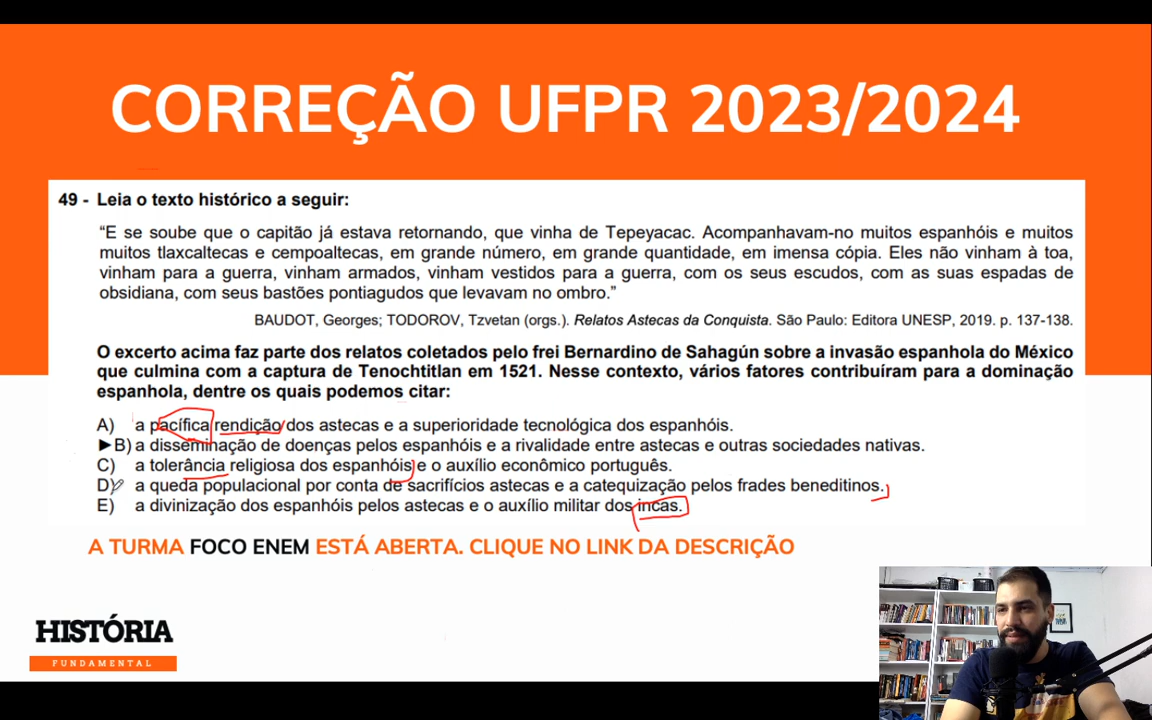 CORREÇÃO UFPR 2023/2024
49 - Leia o texto histórico a seguir:
“E se soube que o capitão já estava retornando, que vinha de Tepeyacac. Acompanhavam-no muitos espanhóis e muitos
muitos tlaxcaltecas e cempoaltecas, em grande número, em grande quantidade, em imensa cópia. Eles não vinham à toa,
vinham para a guerra, vinham armados, vinham vestidos para a guerra, com os seus escudos, com as suas espadas de
obsidiana, com seus bastões pontiagudos que levavam no ombro.”
BAUDOT, Georges; TODOROV, Tzvetan (orgs.). Relatos Astecas da Conquista. São Paulo: Editora UNESP, 2019. p. 137-138.
O excerto acima faz parte dos relatos coletados pelo frei Bernardino de Sahagún sobre a invasão espanhola do México
que culmina com a captura de Tenochtitlan em 1521. Nesse contexto, vários fatores contribuíram para a dominação
espanhola, dentre os quais podemos citar:
A) a pacífica rendição dos astecas e a superioridade tecnológica dos espanhóis.
►B) a disseminação de doenças pelos espanhóis e a rivalidade entre astecas e outras sociedades nativas.
C) a tolerância religiosa dos espanhóis e o auxílio econômico português.
D) a queda populacional por conta de sacrifícios astecas e a catequização pelos frades beneditinos.
E) a divinização dos espanhóis pelos astecas e o auxílio militar dos incas.
A TURMA FOCO ENEM ESTÁ ABERTA. CLIQUE NO LINK DA DESCRIÇÃO
HISTÓRIA
FUNDAMENTAL